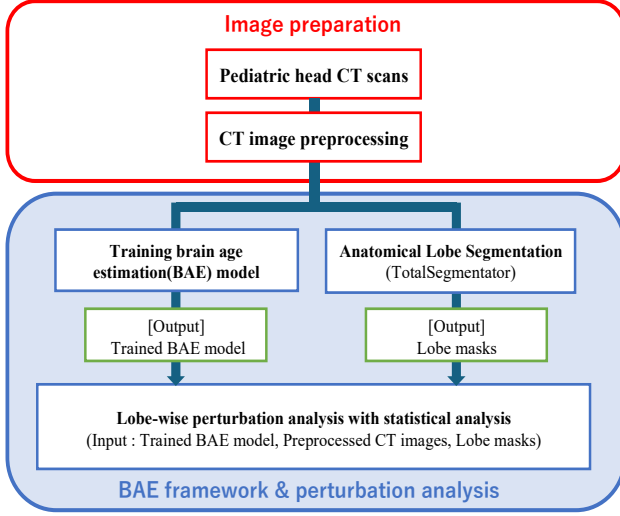 Image preparation
Pediatric head CT scans
CT image preprocessing
Training brain age
estimation(BAE) model
Anatomical Lobe Segmentation
(TotalSegmentator)
[Output]
Trained BAE model
[Output]
Lobe masks
Lobe-wise perturbation analysis with statistical analysis
(Input : Trained BAE model, Preprocessed CT images, Lobe masks)
BAE framework & perturbation analysis